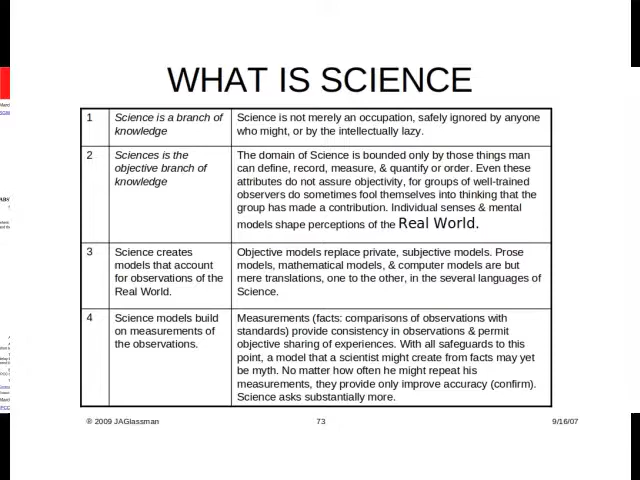 WHAT IS SCIENCE
1
Science is a branch of
knowledge
Science is not merely an occupation, safely ignored by anyone
who might, or by the intellectually lazy.
2
Sciences is the
objective branch of
knowledge
The domain of Science is bounded only by those things man
can define, record, measure, & quantify or order. Even these
attributes do not assure objectivity, for groups of well-trained
observers do sometimes fool themselves into thinking that the
group has made a contribution. Individual senses & mental
models shape perceptions of the Real World.
3
Science creates
models that account
for observations of the
Real World.
Objective models replace private, subjective models. Prose
models, mathematical models, & computer models are but
mere translations, one to the other, in the several languages of
Science.
4
Science models build
on measurements of
the observations.
Measurements (facts: comparisons of observations with
standards) provide consistency in observations & permit
objective sharing of experiences. With all safeguards to this
point, a model that a scientist might create from facts may yet
be myth. No matter how often he might repeat his
measurements, they provide only improve accuracy (confirm).
Science asks substantially more.
® 2009 JAGlassman
73
9/16/07